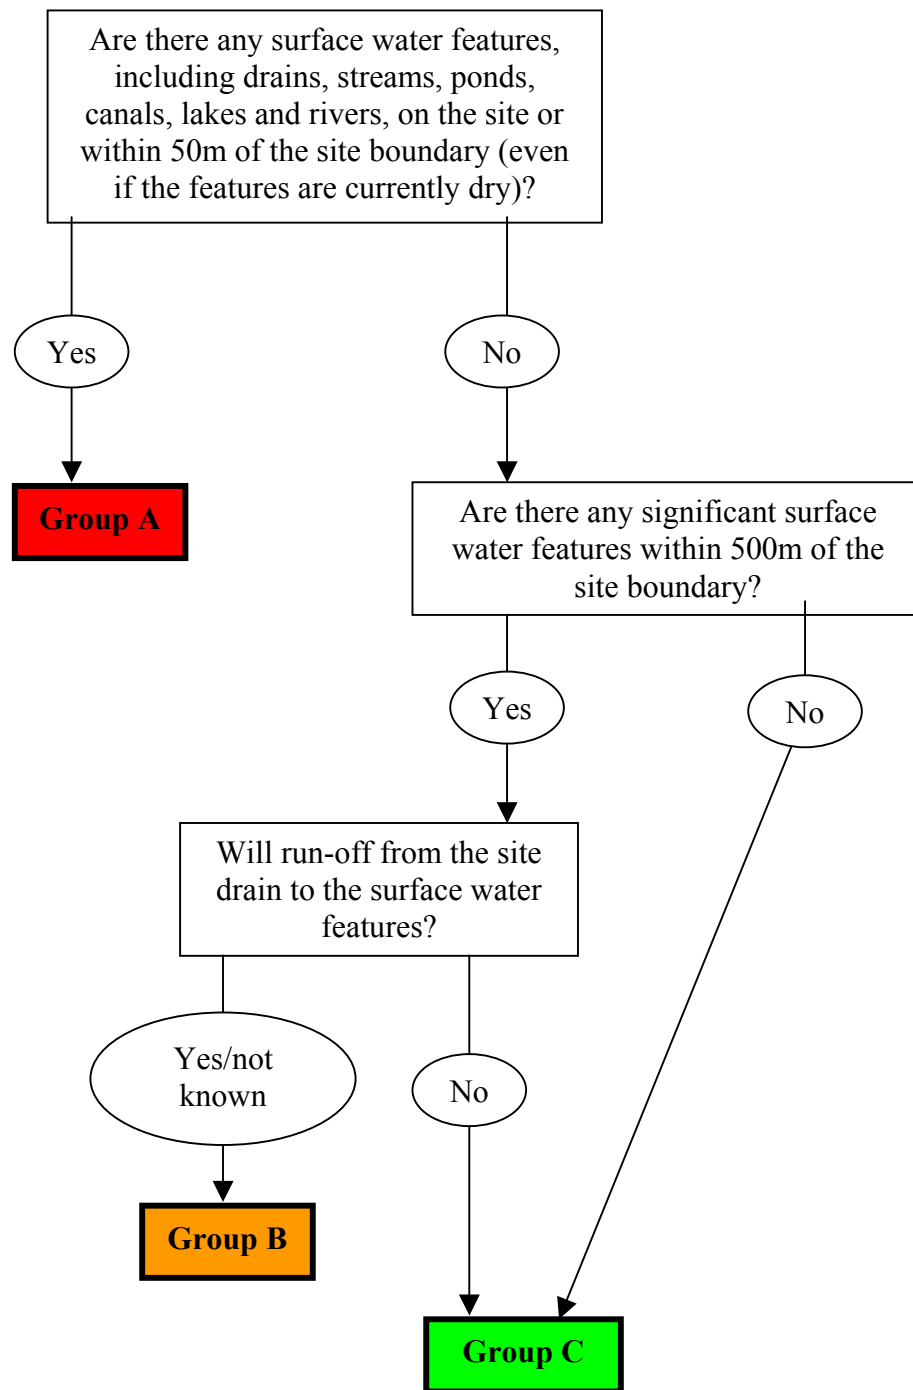 Are there any surface water features,
including drains, streams, ponds,
canals, lakes and rivers, on the site or
within 50m of the site boundary (even
if the features are currently dry)?
Yes
No
Group A
Are there any significant surface
water features within 500m of the
site boundary?
Yes
No
Will run-off from the site
drain to the surface water
features?
Yes/not
known
No
Group B
Group C